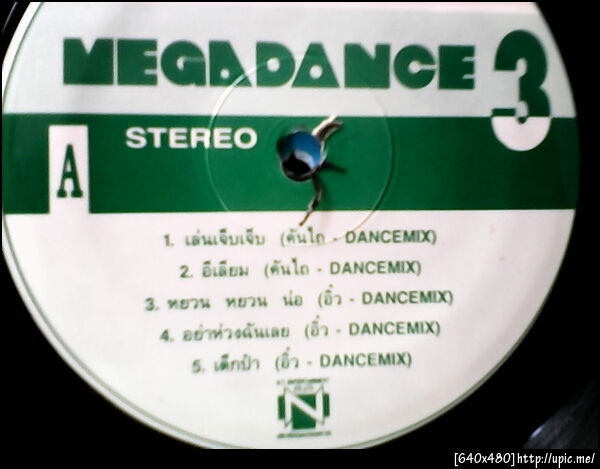 MEGADANCE 3
STEREO
A
1. เล่นเจ็บเจ็บ (คันไถ - DANCEMIX)
2. อีเลียม (คันไถ - DANCEMIX)
3. หยวน หยวน น่อ (อิ๋ว - DANCEMIX)
4. อย่าห่วงฉันเลย (อิ๋ว - DANCEMIX)
5. เด็กป๋า (อิ๋ว - DANCEMIX)
N
[640x480]http://upic.me/